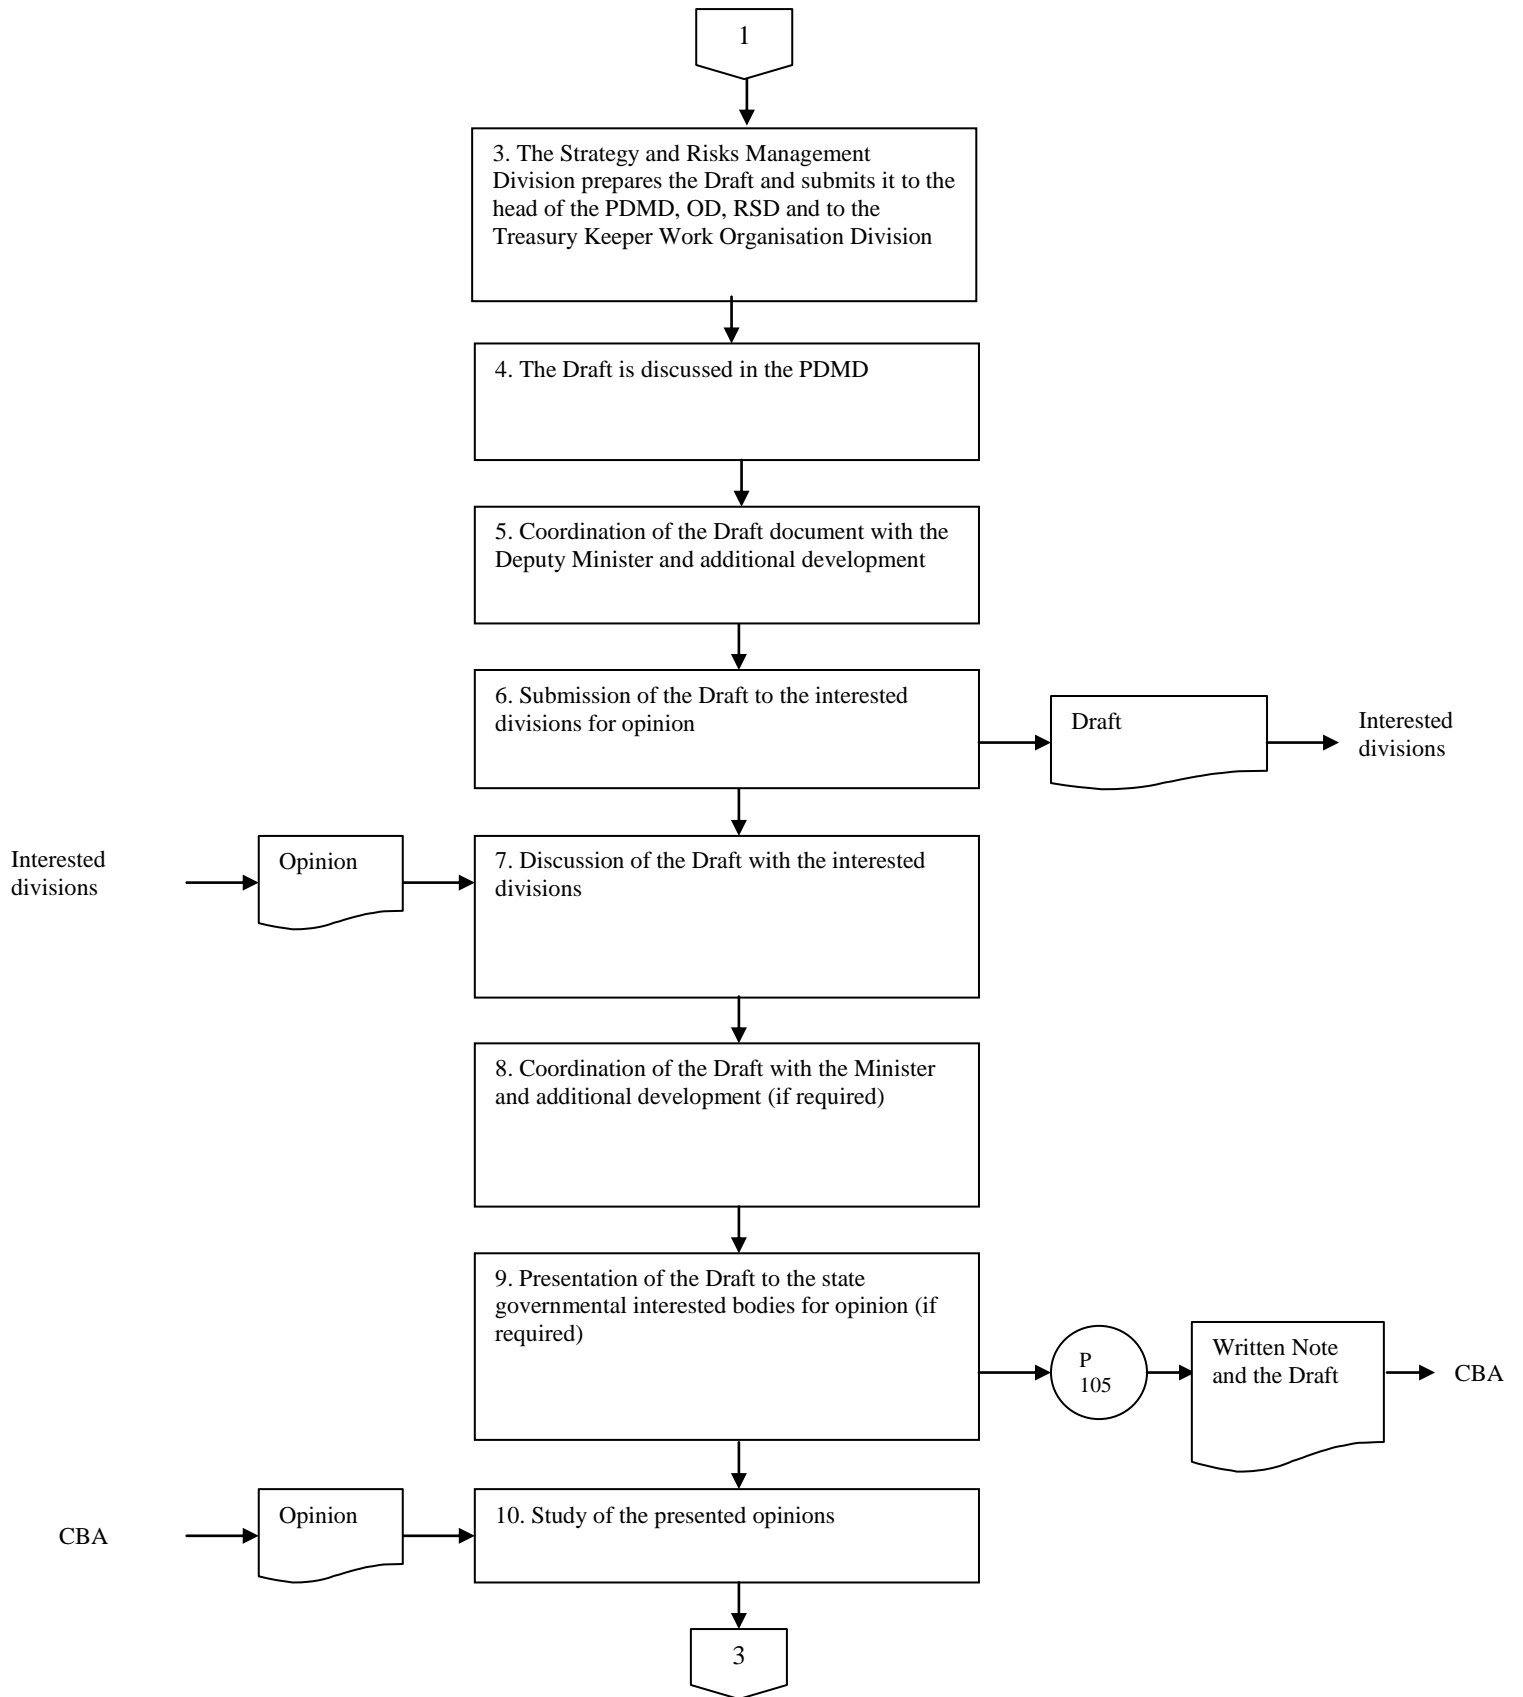 1
3. The Strategy and Risks Management
Division prepares the Draft and submits it to the
head of the PDMD, OD, RSD and to the
Treasury Keeper Work Organisation Division
4. The Draft is discussed in the PDMD
5. Coordination of the Draft document with the
Deputy Minister and additional development
6. Submission of the Draft to the interested
divisions for opinion
Draft
Interested
divisions
Interested
divisions
Opinion
7. Discussion of the Draft with the interested
divisions
8. Coordination of the Draft with the Minister
and additional development (if required)
9. Presentation of the Draft to the state
governmental interested bodies for opinion (if
required)
P
105
Written Note
and the Draft
CBA
CBA
Opinion
10. Study of the presented opinions
3